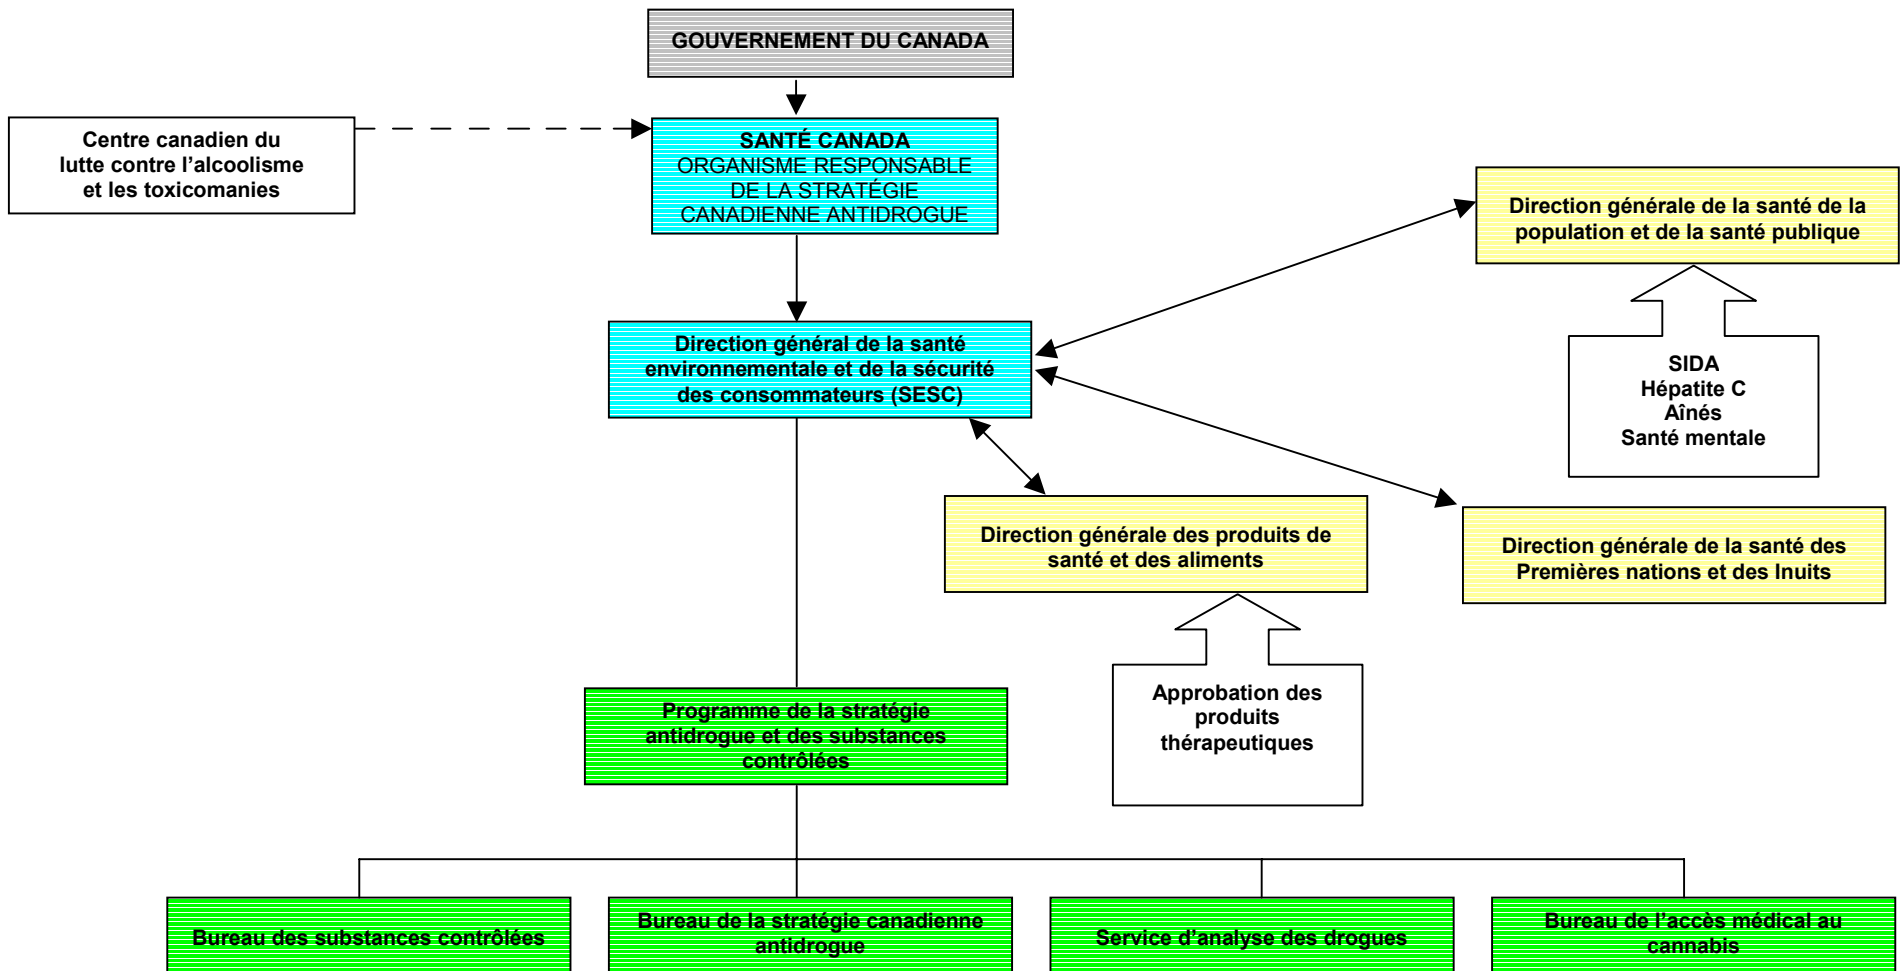 GOUVERNEMENT DU CANADA
Centre canadien du
lutte contre l'alcoolisme
et les toxicomanies
SANTÉ CANADA
ORGANISME RESPONSABLE
DE LA STRATÉGIE
CANADIENNE ANTIDROGUE
Direction générale de la santé de la
population et de la santé publique
SIDA
Hépatite C
Aînés
Santé mentale
Direction général de la santé
environnementale et de la sécurité
des consommateurs (SESC)
Direction générale des produits de
santé et des aliments
Direction générale de la santé des
Premières nations et des Inuits
Approbation des
produits
thérapeutiques
Programme de la stratégie
antidrogue et des substances
contrôlées
Bureau des substances contrôlées
Bureau de la stratégie canadienne
antidrogue
Service d'analyse des drogues
Bureau de l'accès médical au
cannabis